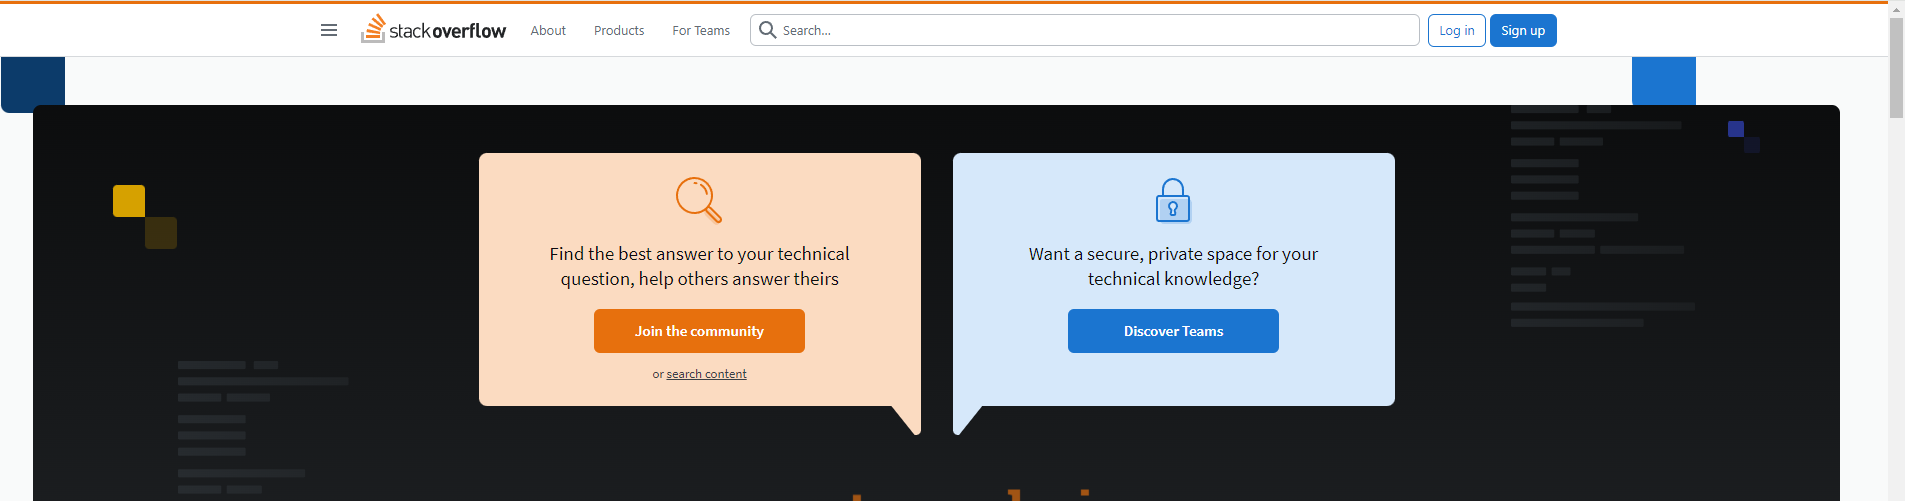 stackoverflow About Products For Teams Search... Log in Sign up
Find the best answer to your technical
question, help others answer theirs
Join the community
or search content
Want a secure, private space for your
technical knowledge?
Discover Teams